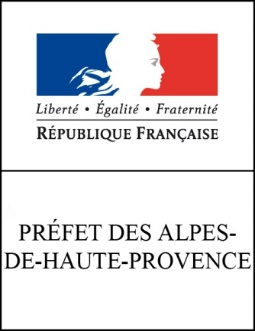 Liberté • Égalité • Fraternité
RÉPUBLIQUE FRANÇAISE
PRÉFET DES ALPES-
DE-HAUTE-PROVENCE